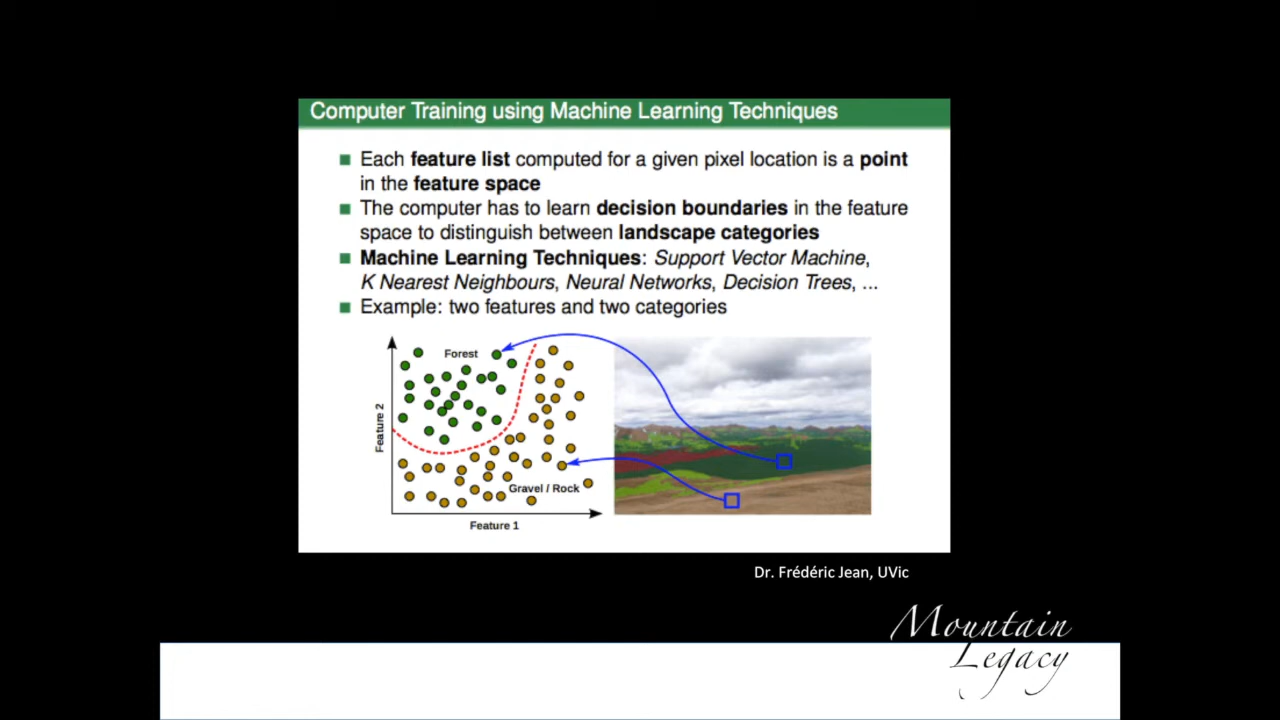 Computer Training using Machine Learning Techniques
Each feature list computed for a given pixel location is a point
in the feature space
The computer has to learn decision boundaries in the feature
space to distinguish between landscape categories
Machine Learning Techniques: Support Vector Machine,
K Nearest Neighbours, Neural Networks, Decision Trees, ...
Example: two features and two categories
Forest
Feature 2
Gravel / Rock
Feature 1
Dr. Frédéric Jean, UVic
Mountain
Legacy